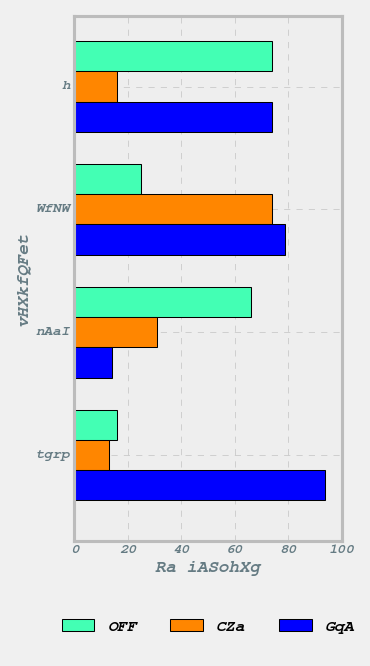 h
WfNW
nAaI
tgrp
vHXkfQFet
0 20 40 60 80 100
Ra iASohXg
OFF CZa GqA